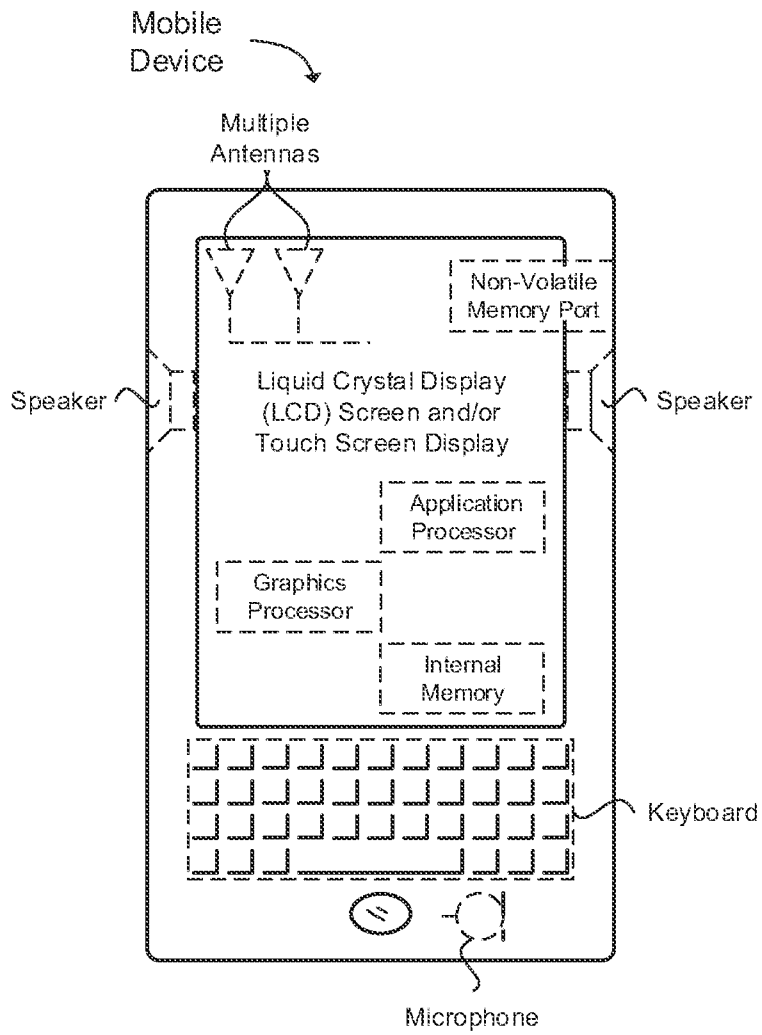 Mobile
Device
Multiple
Antennas
Non-Volatile
Memory Port
Speaker
Liquid Crystal Display
(LCD) Screen and/or
Touch Screen Display
Speaker
Application
Processor
Graphics
Processor
Internal
Memory
Keyboard
Microphone